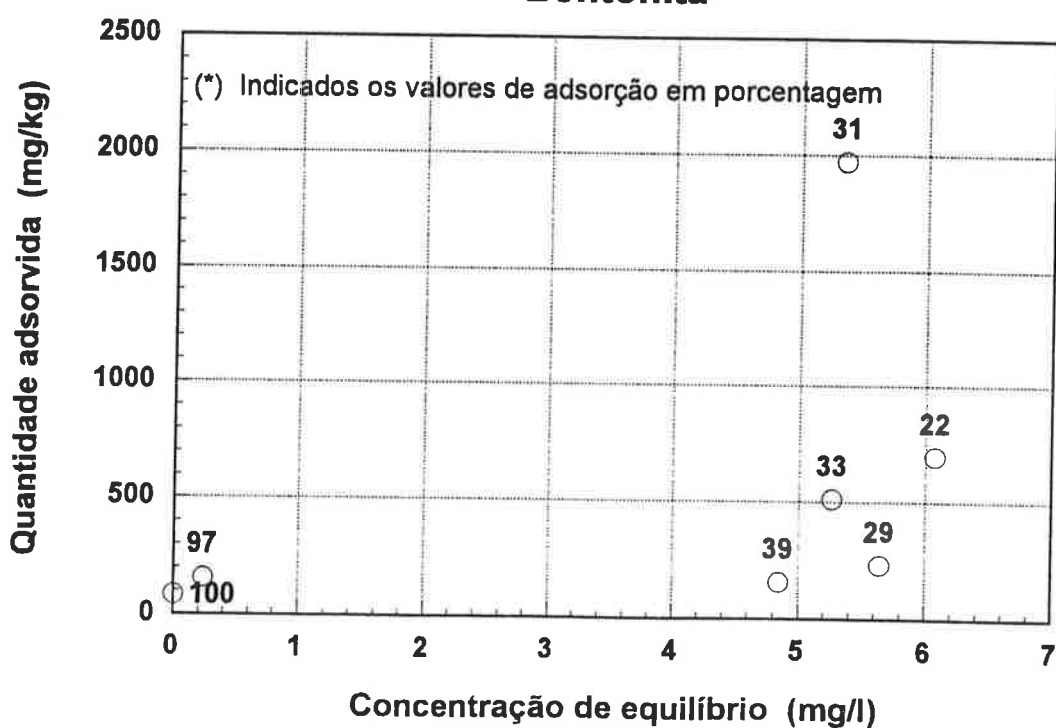 Bentonita
2500
(*) Indicados os valores de adsorção em porcentagem
31
2000
1500
1000
22
33
500
97
39
29
100
0
0 1 2 3 4 5 6 7
Quantidade adsorvida (mg/kg)
Concentração de equilíbrio (mg/l)